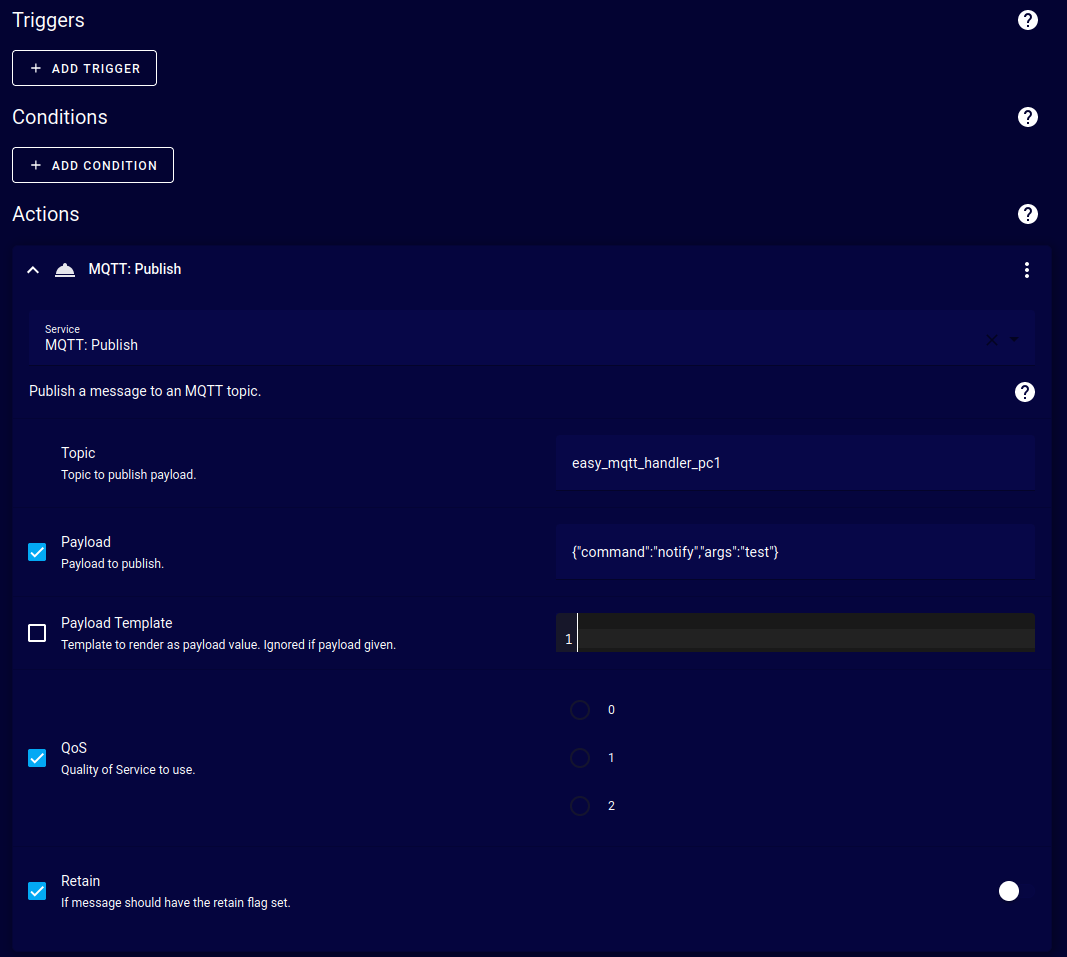 Triggers
?
+ ADD TRIGGER
Conditions
?
+ ADD CONDITION
Actions
?
MQTT: Publish
Service
MQTT: Publish
Publish a message to an MQTT topic.
?
Topic
Topic to publish payload.
easy_mqtt_handler_pc1
Payload
Payload to publish.
{"command":"notify","args":"test"}
Payload Template
Template to render as payload value. Ignored if payload given.
1
0
QoS
Quality of Service to use.
1
2
Retain
If message should have the retain flag set.